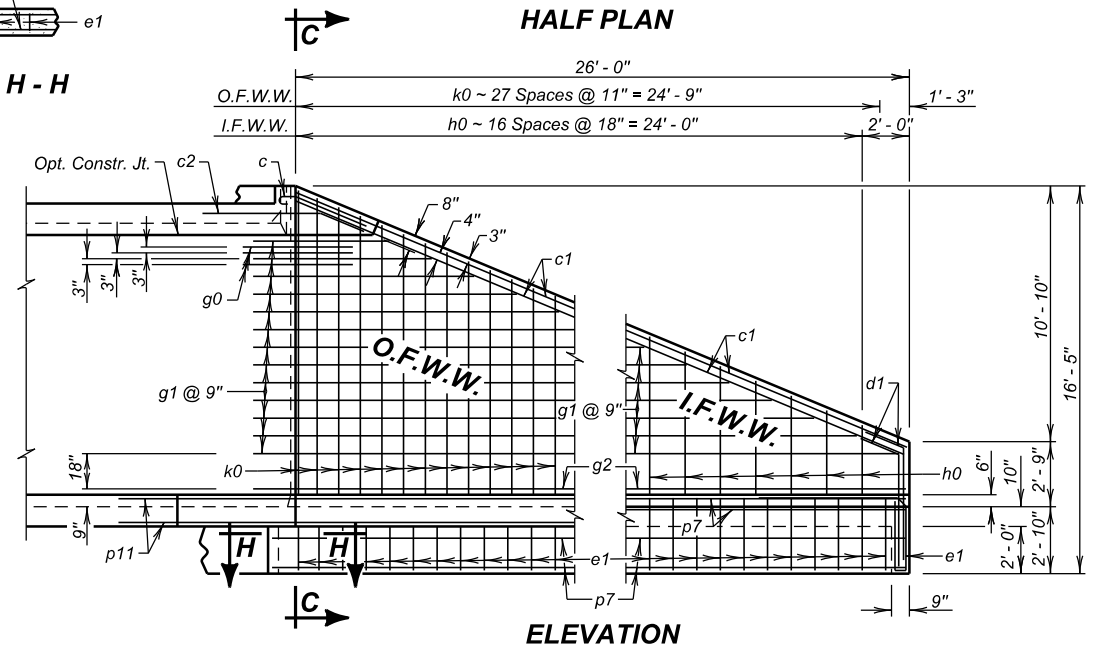 HALF PLAN
e1
C
H - H
26' - 0"
O.F.W.W.
k0 ~ 27 Spaces @ 11" = 24' - 9"
1' - 3"
I.F.W.W.
h0 ~ 16 Spaces @ 18" = 24' - 0"
2' - 0"
Opt. Constr. Jt.
c2
c
8"
4"
3"
c1
3"
3"
3"
g0
10' - 10"
16' - 5"
O.F.W.W.
c1
d1
g1 @ 9"
g1 @ 9"
I.F.W.W.
18"
k0
g2
h0
6"
10"
2' - 9"
9"
p11
H
H
p7
e1
e1
2' - 0"
2' - 10"
p7
9"
C
ELEVATION